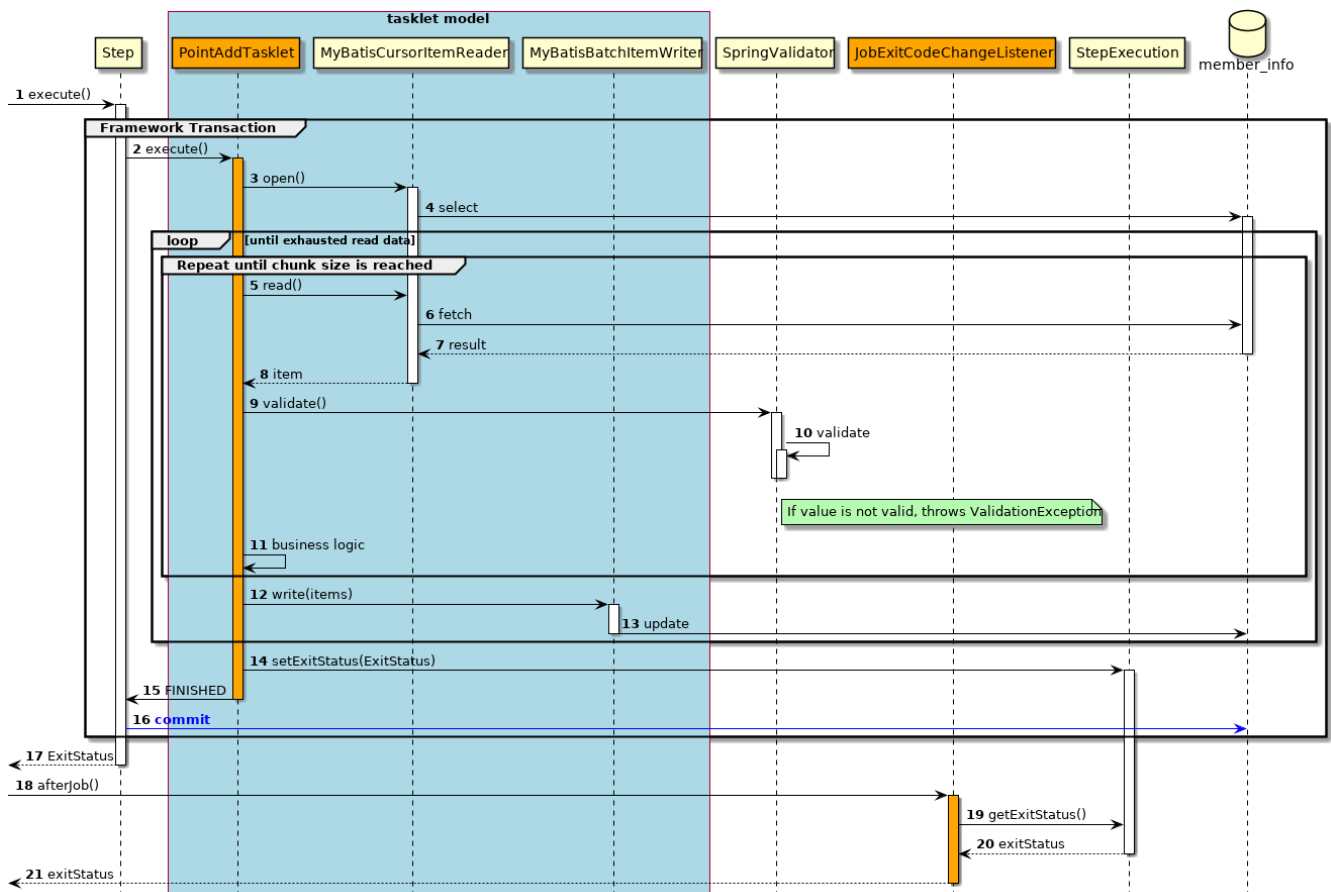 tasklet model
Step
PointAddTasklet
MyBatisCursorItemReader
MyBatisBatchItemWriter
SpringValidator
JobExitCodeChangeListener
StepExecution
member_info
1 execute()
Framework Transaction
2 execute()
3 open()
4 select
loop [until exhausted read data]
Repeat until chunk size is reached
5 read()
6 fetch
7 result
8 item
9 validate()
10 validate
If value is not valid, throws ValidationException
11 business logic
12 write(items)
13 update
14 setExitStatus(ExitStatus)
15 FINISHED
16 commit
17 ExitStatus
18 afterJob()
19 getExitStatus()
20 exitStatus
21 exitStatus